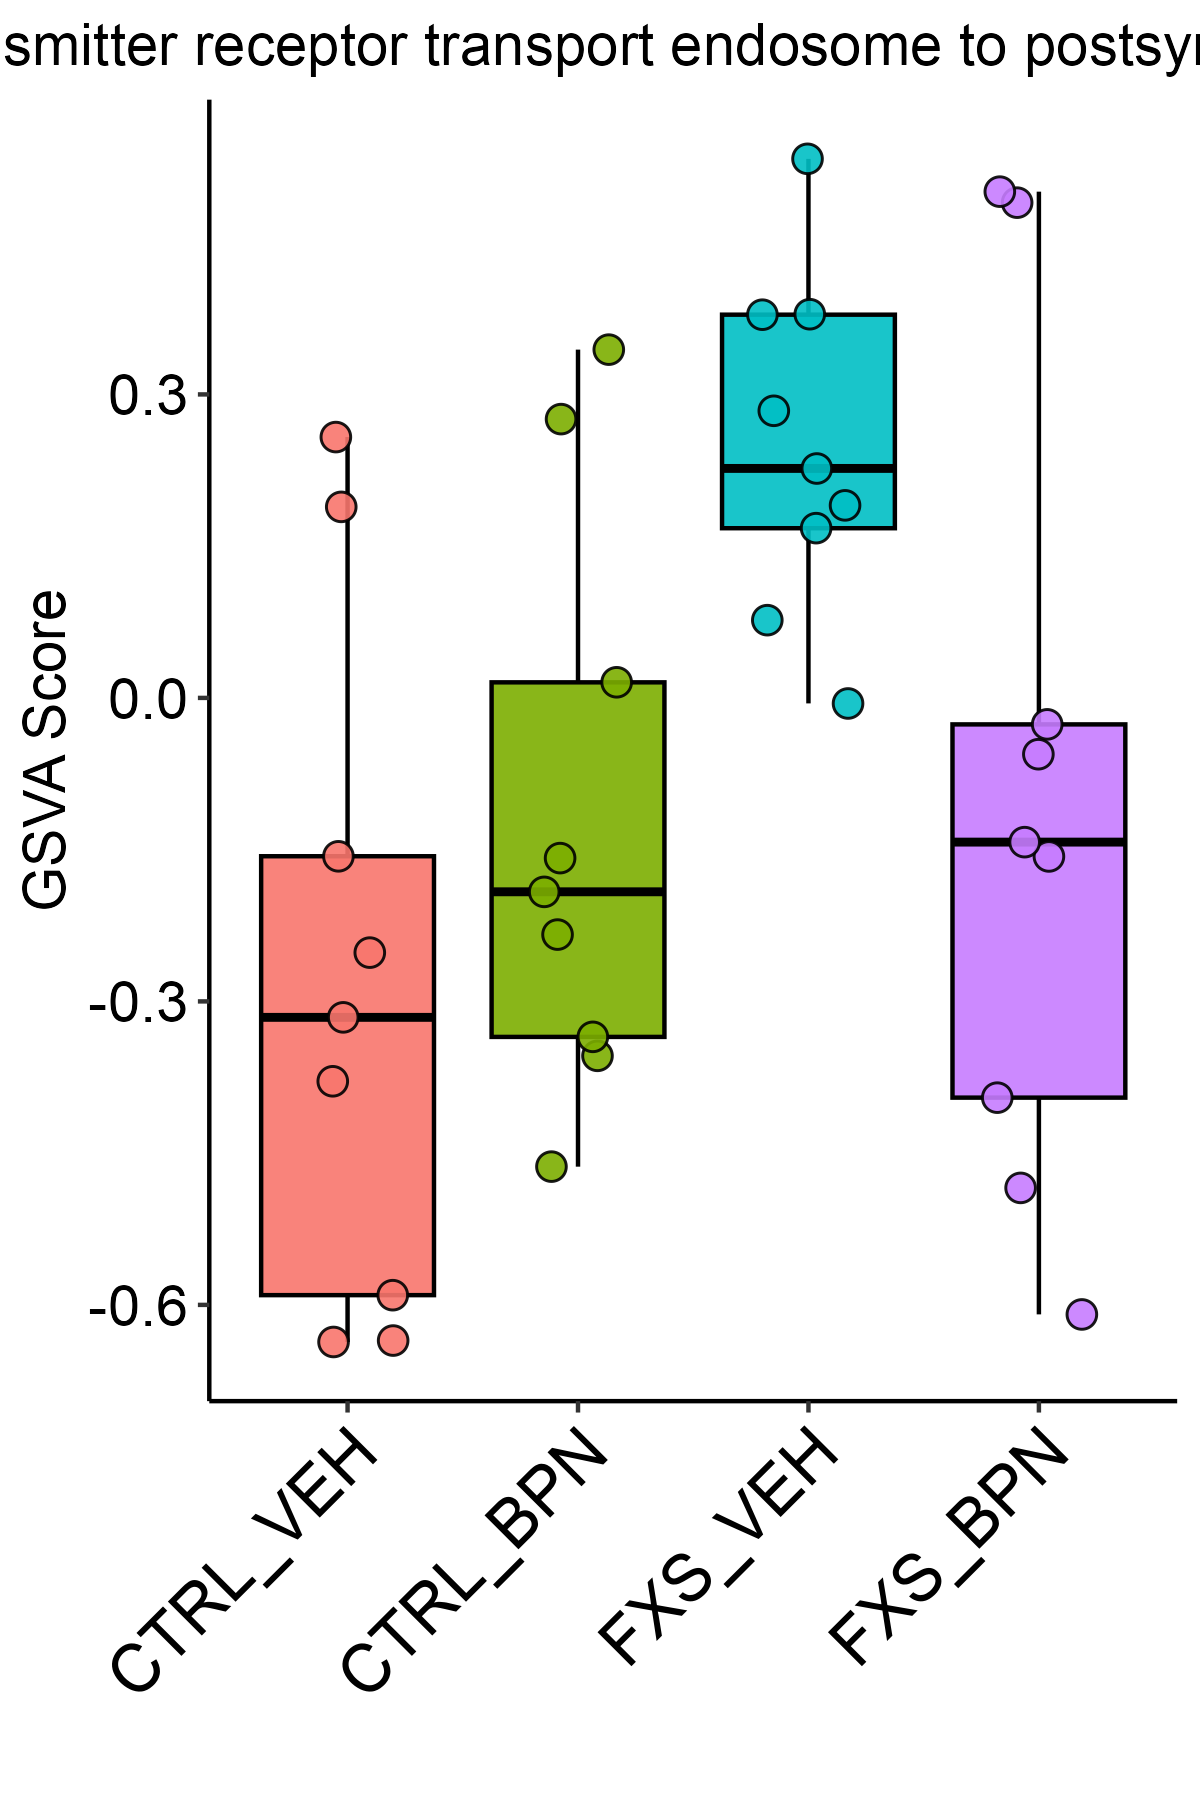 smitter receptor transport endosome to postsy
GSVA Score
0.3
0.0
-0.3
-0.6
CTRL_VEH
CTRL_BPN
FXS_VEH
FXS_BPN